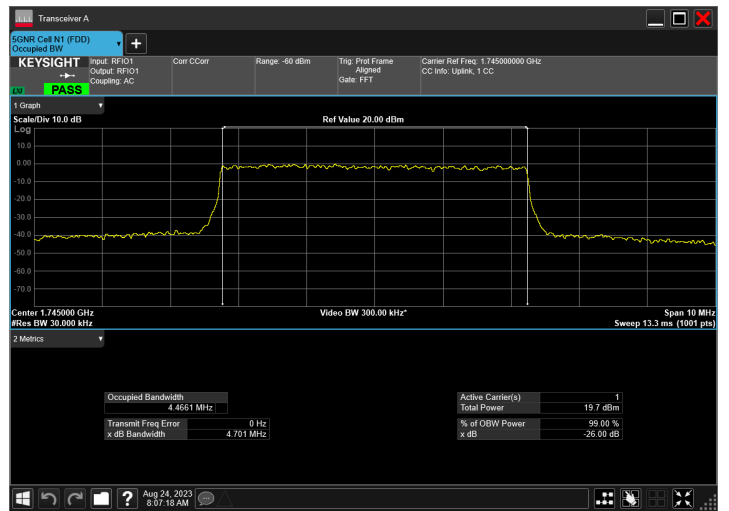 Transceiver A
5GNR Cell N1 (FDD)
Occupied BW
KEYSIGHT
LXI
PASS
Input: RFIO1
Output: RFIO1
Coupling: AC
Corr CCorr
Range: -60 dBm
Trig: Prot Frame
Aligned
Gate: FFT
Carrier Ref Freq: 1.745000000 GHz
CC Info: Uplink, 1 CC
1 Graph
Scale/Div 10.0 dB
Ref Value 20.00 dBm
Log
10.0
0.00
-10.0
-20.0
-30.0
-40.0
-50.0
-60.0
-70.0
Center 1.745000 GHz
Video BW 300.00 kHz*
Span 10 MHz
#Res BW 30.000 kHz
Sweep 13.3 ms (1001 pts)
2 Metrics
Occupied Bandwidth
4.4661 MHz
Transmit Freq Error 0 Hz
x dB Bandwidth 4.701 MHz
Active Carrier(s) 1
Total Power 19.7 dBm
% of OBW Power 99.00 %
x dB -26.00 dB
?
Aug 24, 2023
8:07:18 AM